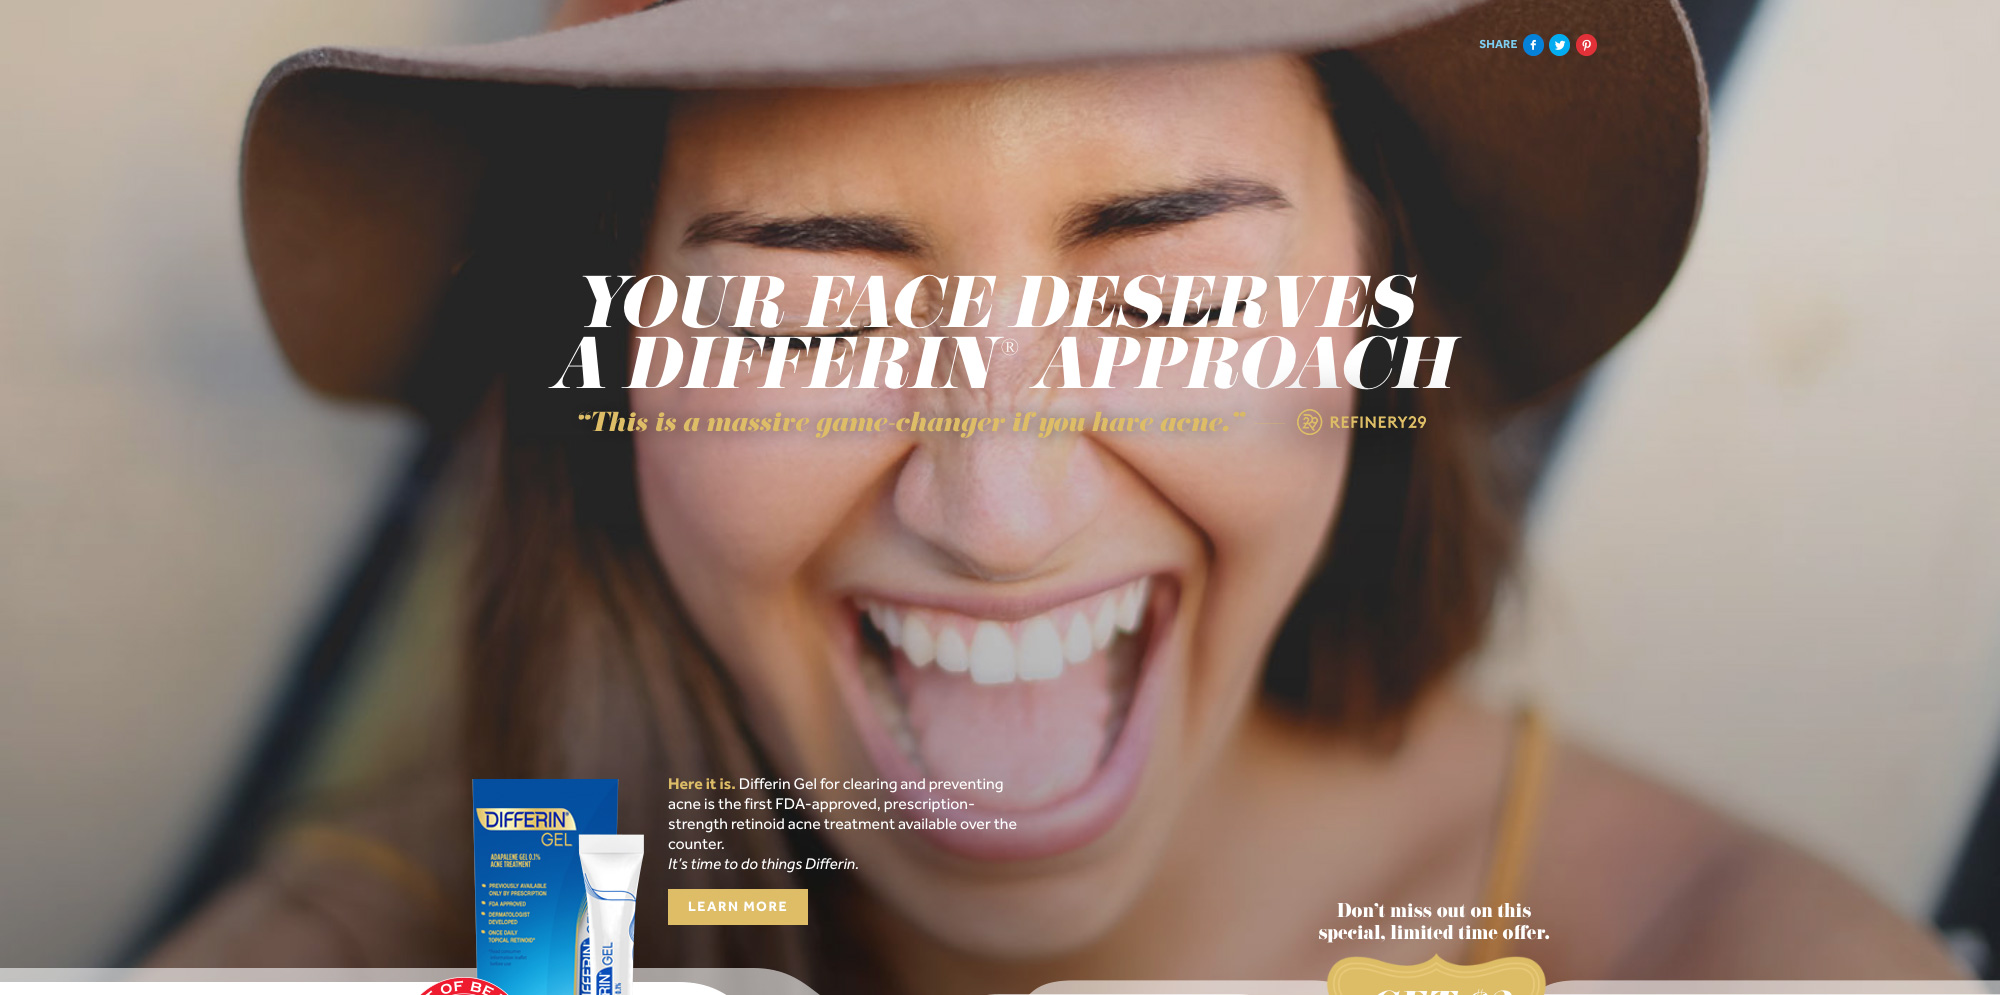 SHARE
YOUR FACE DESERVES
A DIFFERIN® APPROACH
“This is a massive game-changer if you have acne.”
29 REFINERY29
Here it is. Differin Gel for clearing and preventing
acne is the first FDA-approved, prescription-
strength retinoid acne treatment available over the
counter.
It's time to do things Differin.
LEARN MORE
DIFFERIN®
GEL
ADAPALENE GEL 0.1%
ACNE TREATMENT
PREVIOUSLY AVAILABLE
ONLY BY PRESCRIPTION
FDA APPROVED
DERMATOLOGIST
DEVELOPED
ONCE DAILY
TOPICAL RETINOID*
GEL
Don't miss out on this
special, limited time offer.
OF BE